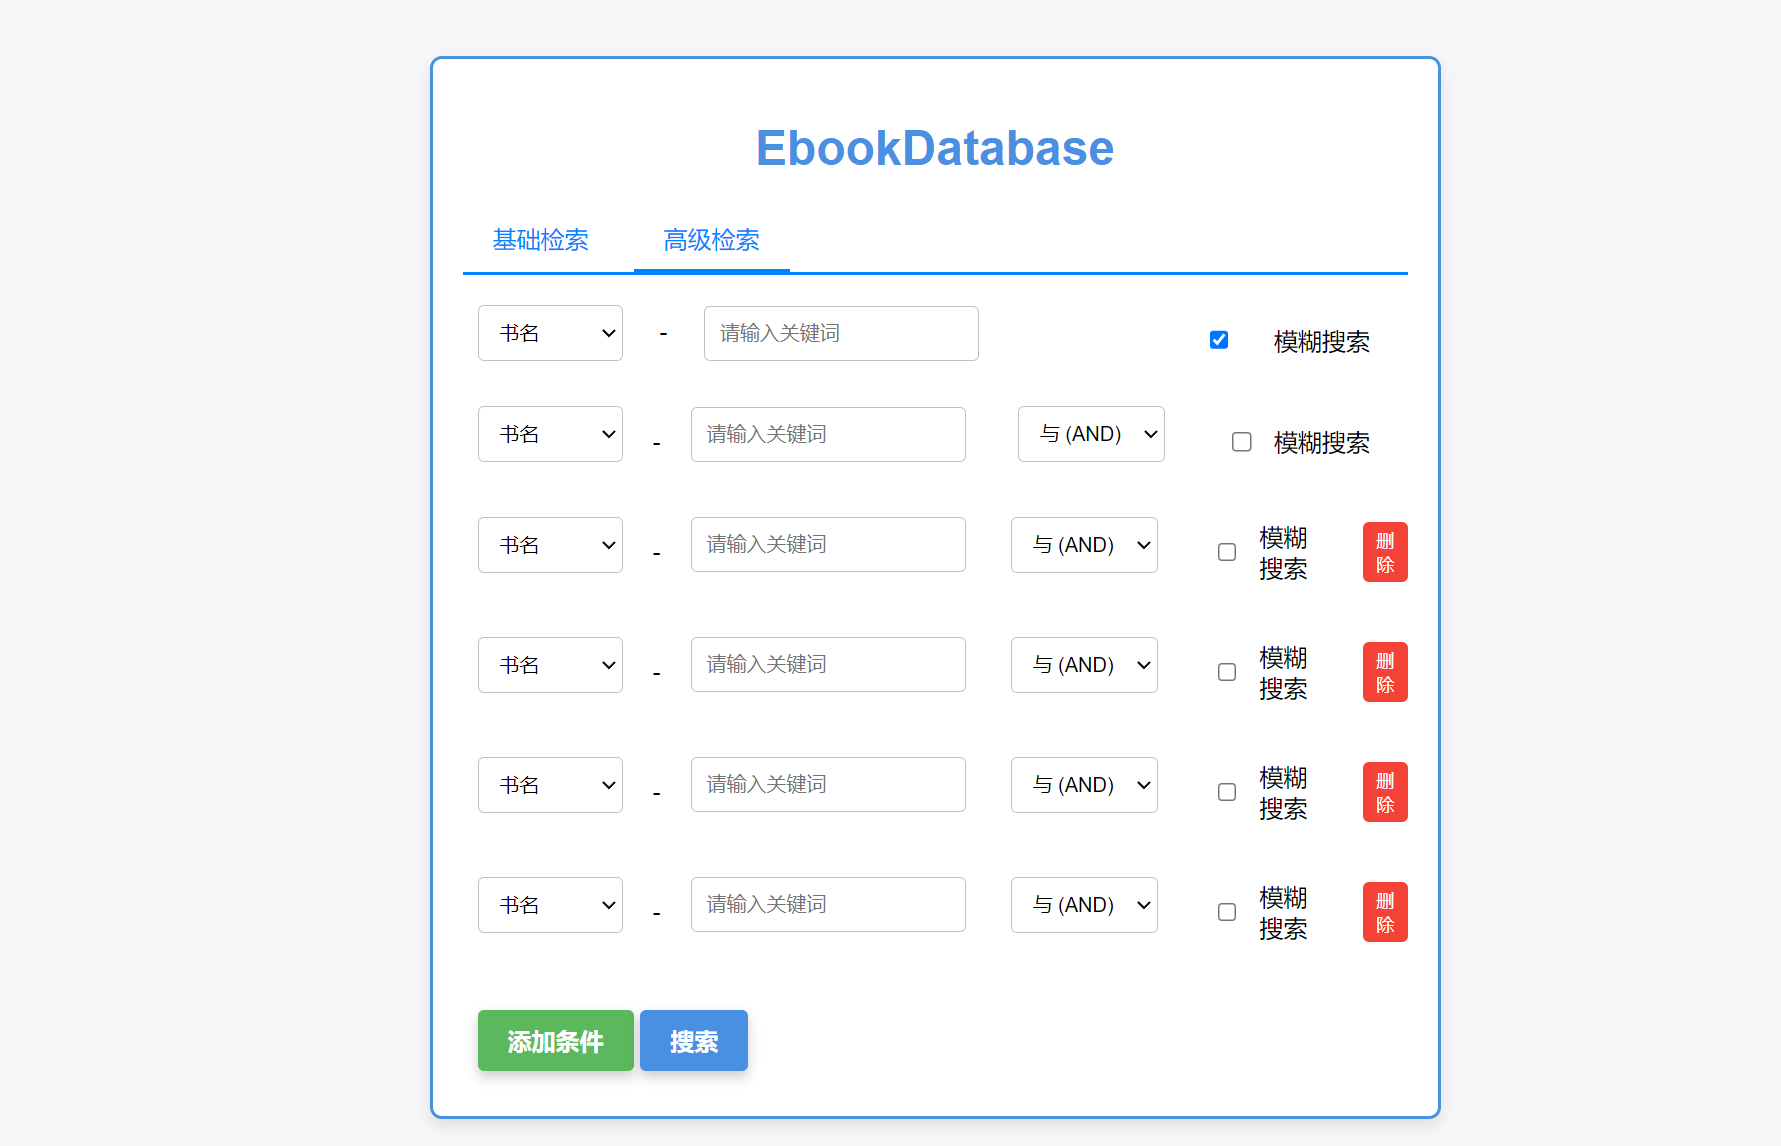 EbookDatabase
基础检索 高级检索
书名 - 请输入关键词 模糊搜索
书名 - 请输入关键词 与 (AND) 模糊搜索
书名 - 请输入关键词 与 (AND) 模糊
搜索 删
除
书名 - 请输入关键词 与 (AND) 模糊
搜索 删
除
书名 - 请输入关键词 与 (AND) 模糊
搜索 删
除
书名 - 请输入关键词 与 (AND) 模糊
搜索 删
除
添加条件 搜索